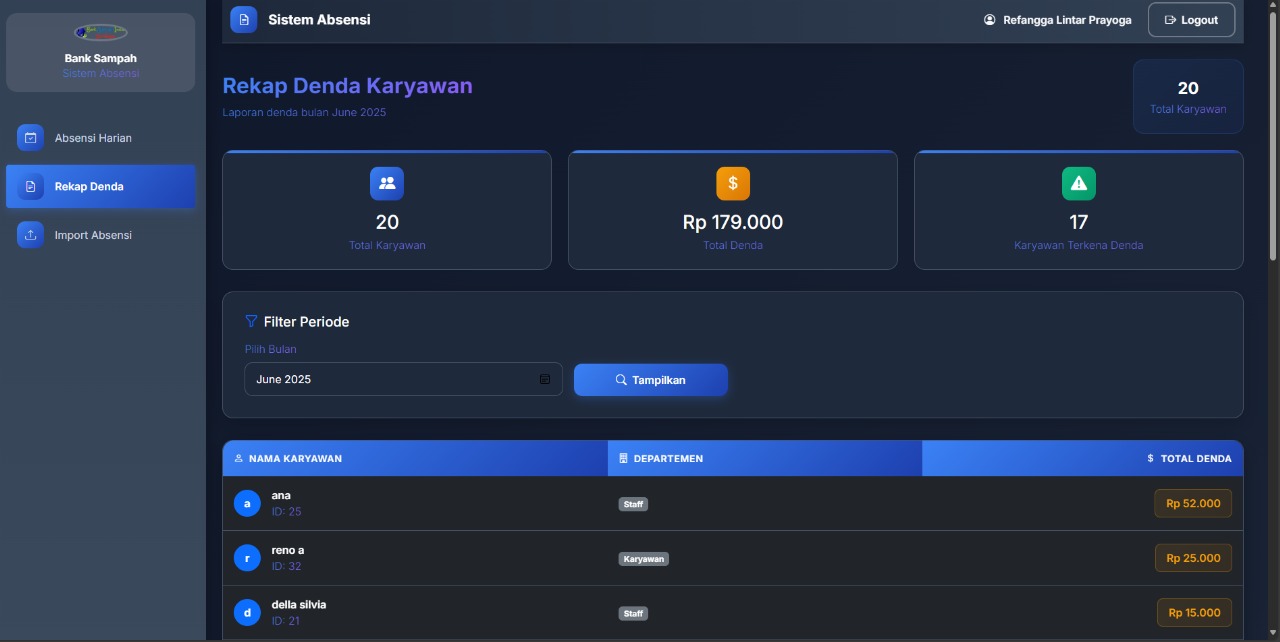 Bank Sampah
Sistem Absensi
Absensi Harian
Rekap Denda
Import Absensi
Sistem Absensi
Refangga Lintar Prayoga
Logout
Rekap Denda Karyawan
Laporan denda bulan June 2025
20
Total Karyawan
20
Total Karyawan
$
Rp 179.000
Total Denda
17
Karyawan Terkena Denda
Filter Periode
Pilih Bulan
June 2025
Tampilkan
NAMA KARYAWAN
DEPARTEMEN
$ TOTAL DENDA
a
ana
ID: 25
Staff
Rp 52.000
r
reno a
ID: 32
Karyawan
Rp 25.000
d
della silvia
ID: 21
Staff
Rp 15.000